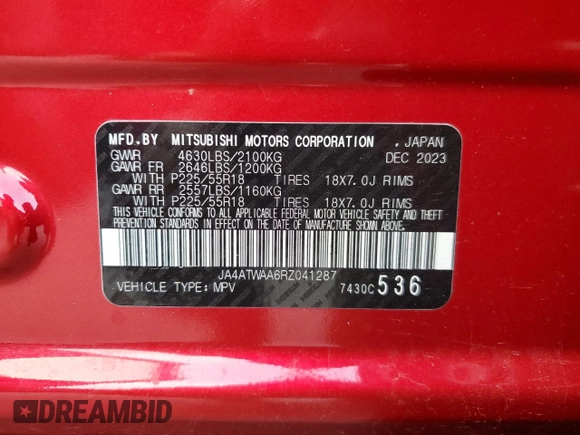 MFD.BY MITSUBISHI MOTORS CORPORATION , JAPAN
GVWR 4630LBS/2100KG DEC 2023
GAWR FR 2646LBS/1200KG
WITH P225/55R18 TIRES 18X7.0J RIMS
GAWR RR 2557LBS/1160KG
WITH P225/55R18 TIRES 18X7.0J RIMS
THIS VEHICLE CONFORMS TO ALL APPLICABLE FEDERAL MOTOR VEHICLE SAFETY AND THEFT
PREVENTION STANDARDS IN EFFECT ON THE DATE OF MANUFACTURE SHOWN ABOVE.
JA4ATWAA6RZ041287
VEHICLE TYPE: MPV 7430C 536
DREAMBID